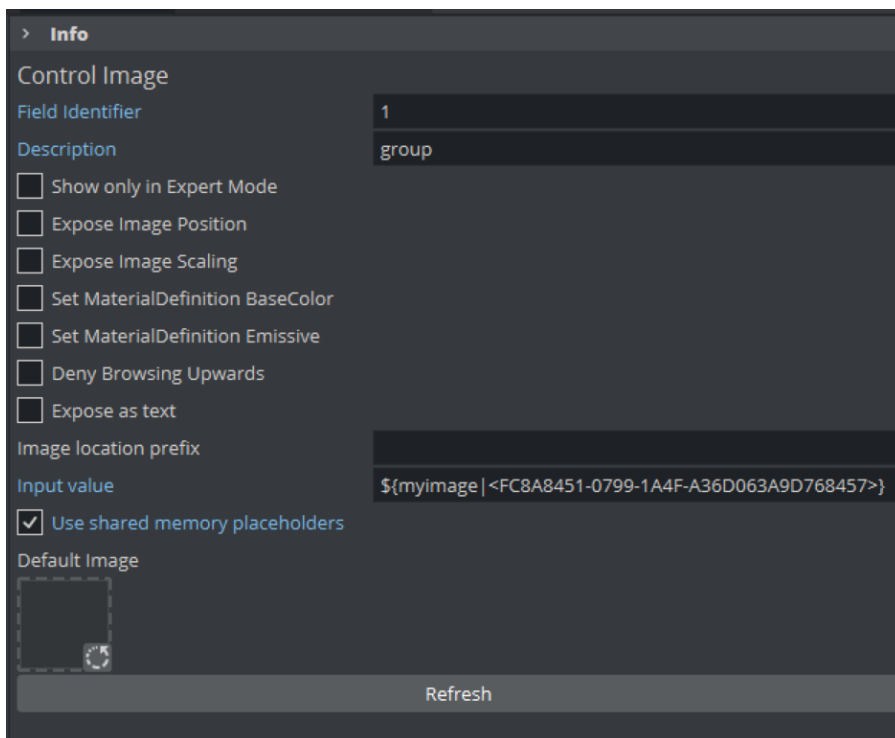 Info
Control Image
Field Identifier 1
Description group
Show only in Expert Mode
Expose Image Position
Expose Image Scaling
Set MaterialDefinition BaseColor
Set MaterialDefinition Emissive
Deny Browsing Upwards
Expose as text
Image location prefix
Input value ${myimage|<FC8A8451-0799-1A4F-A36D063A9D768457>}
Use shared memory placeholders
Default Image
Refresh